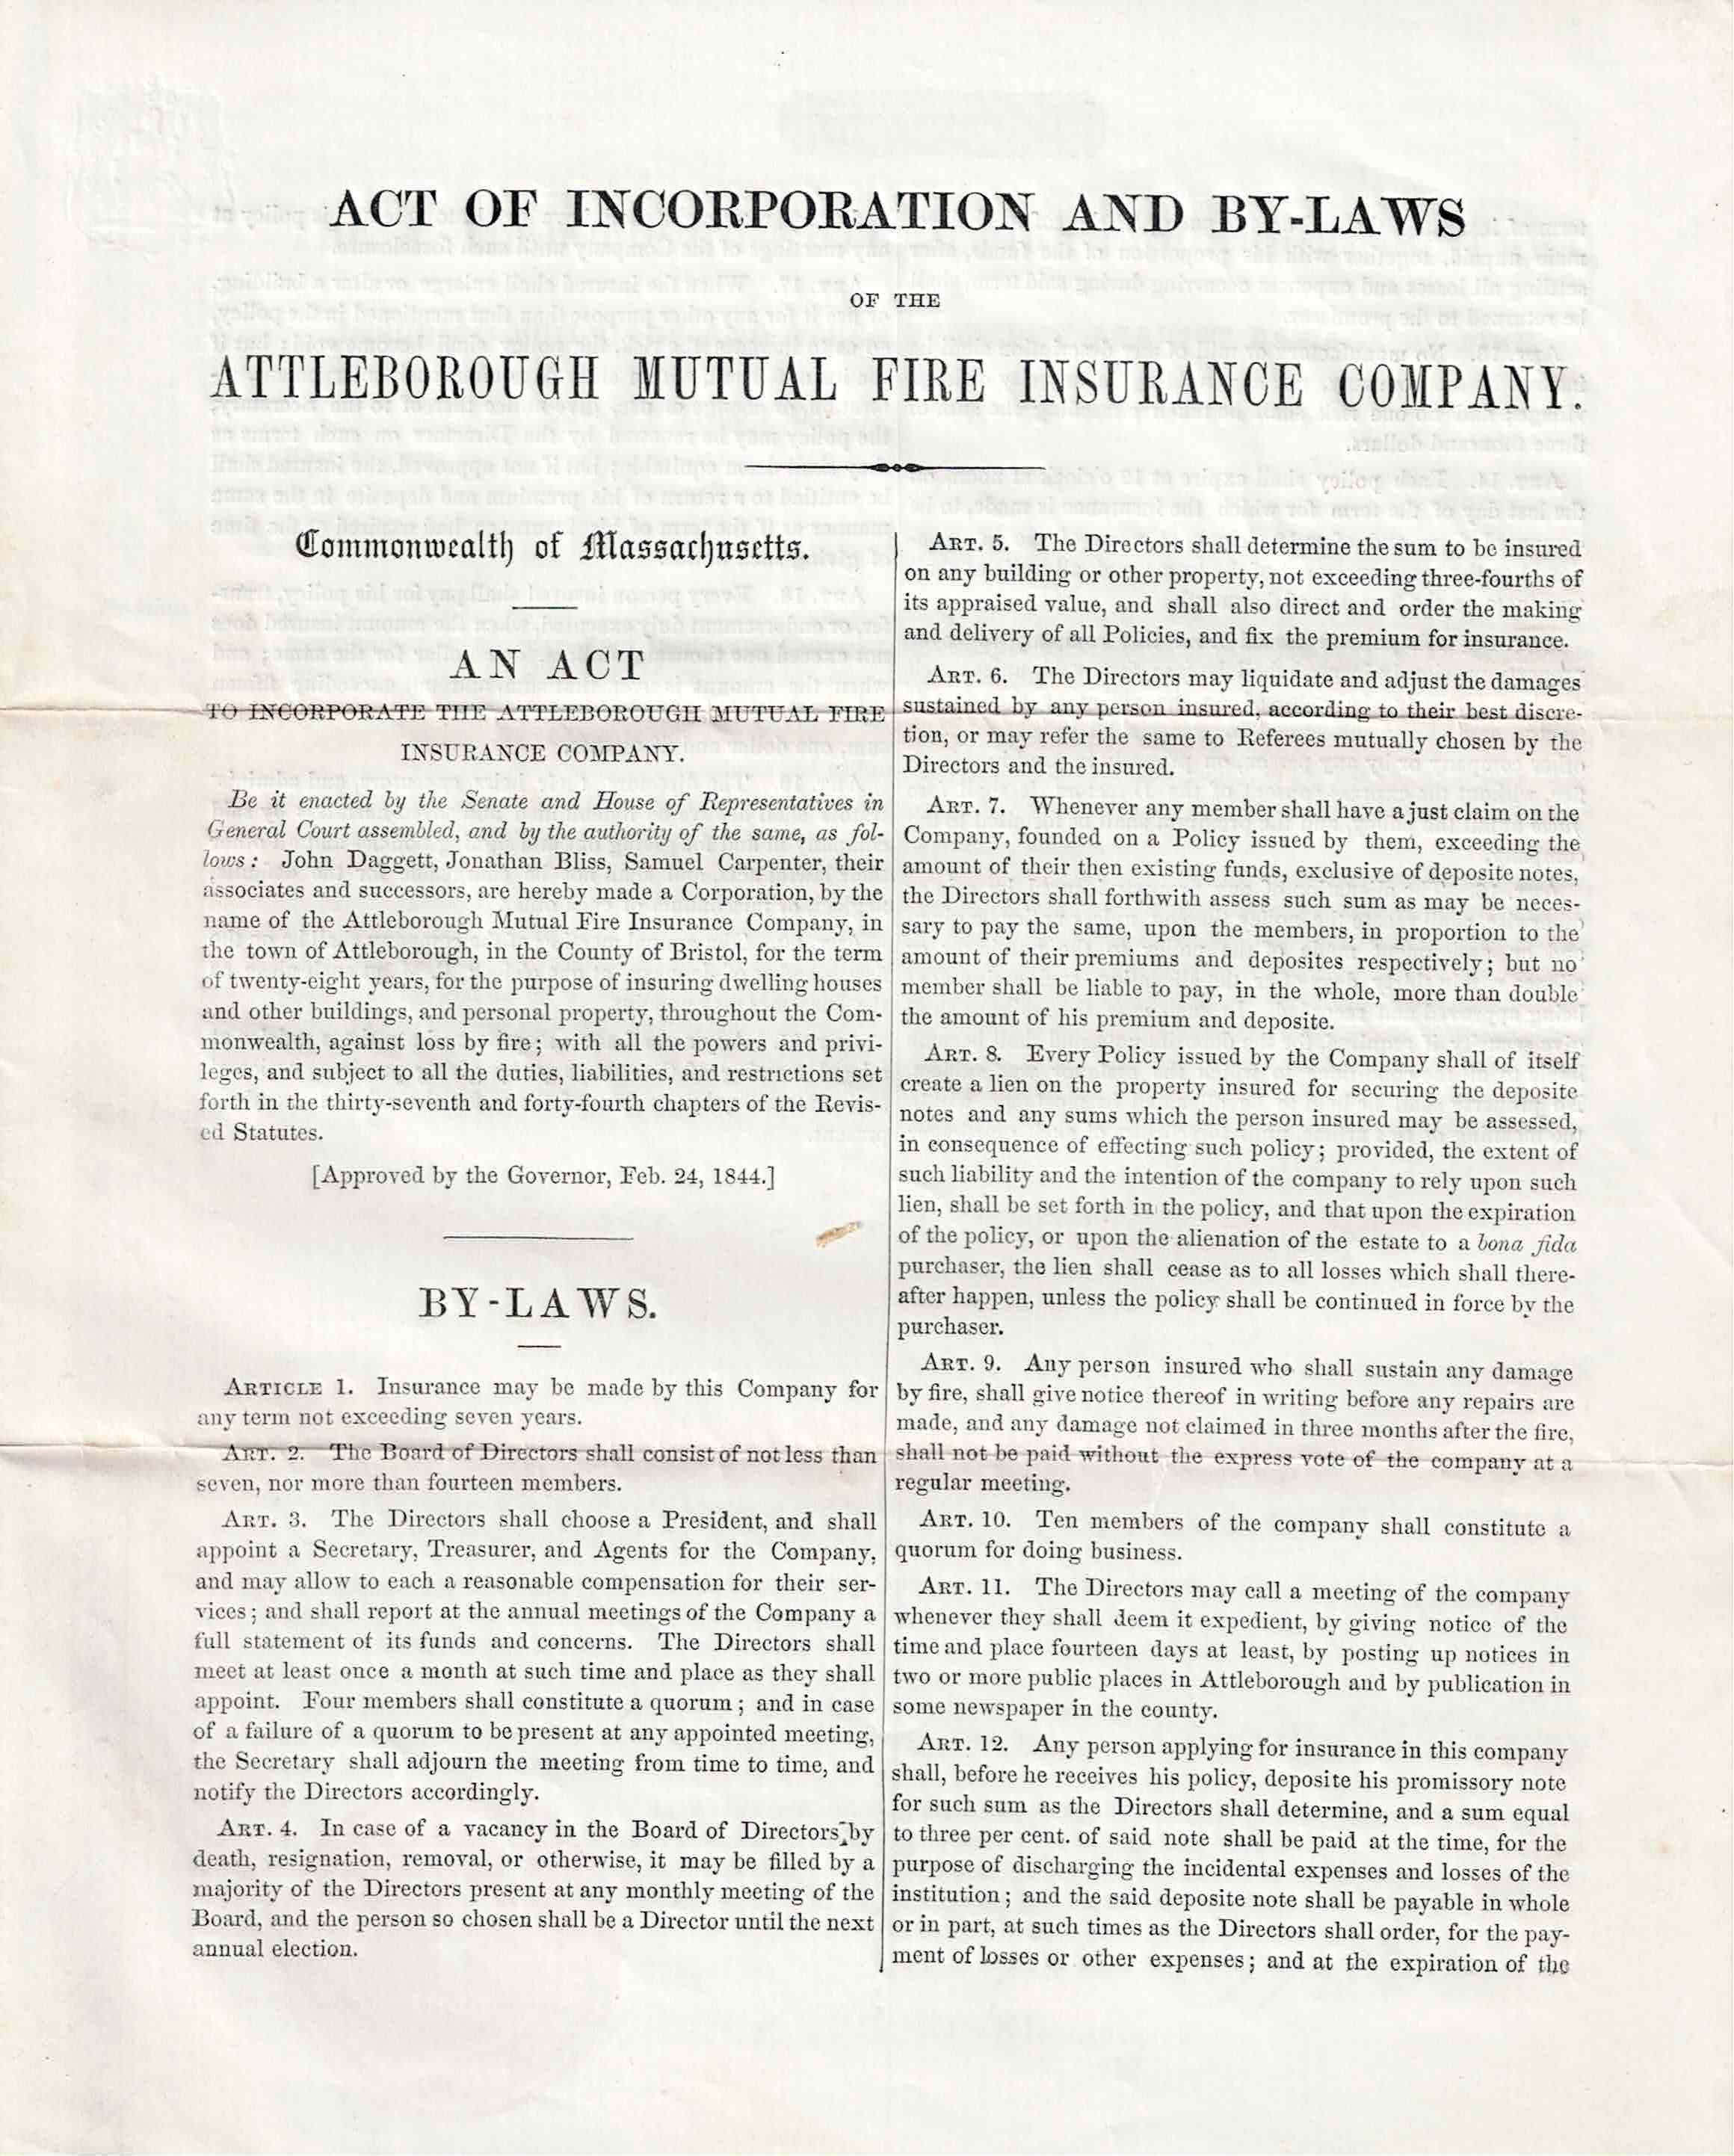 ACT OF INCORPORATION AND BY-LAWS
OF THE
ATTLEBOROUGH MUTUAL FIRE INSURANCE COMPANY.
Commonwealth of Massachusetts.
AN ACT
TO INCORPORATE THE ATTLEBOROUGH MUTUAL FIRE
INSURANCE COMPANY.
Be it enacted by the Senate and House of Representatives in
General Court assembled, and by the authority of the same, as fol-
lows: John Daggett, Jonathan Bliss, Samuel Carpenter, their
associates and successors, are hereby made a Corporation, by the
name of the Attleborough Mutual Fire Insurance Company, in
the town of Attleborough, in the County of Bristol, for the term
of twenty-eight years, for the purpose of insuring dwelling houses
and other buildings, and personal property, throughout the Com-
monwealth, against loss by fire; with all the powers and privi-
leges, and subject to all the duties, liabilities, and restrictions set
forth in the thirty-seventh and forty-fourth chapters of the Revis-
ed Statutes.
[Approved by the Governor, Feb. 24, 1844.]
BY-LAWS.
ARTICLE 1. Insurance may be made by this Company for
any term not exceeding seven years.
ART. 2. The Board of Directors shall consist of not less than
seven, nor more than fourteen members.
ART. 3. The Directors shall choose a President, and shall
appoint a Secretary, Treasurer, and Agents for the Company,
and may allow to each a reasonable compensation for their ser-
vices; and shall report at the annual meetings of the Company a
full statement of its funds and concerns. The Directors shall
meet at least once a month at such time and place as they shall
appoint. Four members shall constitute a quorum; and in case
of a failure of a quorum to be present at any appointed meeting,
the Secretary shall adjourn the meeting from time to time, and
notify the Directors accordingly.
ART. 4. In case of a vacancy in the Board of Directors by
death, resignation, removal, or otherwise, it may be filled by a
majority of the Directors present at any monthly meeting of the
Board, and the person so chosen shall be a Director until the next
annual election.
ART. 5. The Directors shall determine the sum to be insured
on any building or other property, not exceeding three-fourths of
its appraised value, and shall also direct and order the making
and delivery of all Policies, and fix the premium for insurance.
ART. 6. The Directors may liquidate and adjust the damages
sustained by any person insured, according to their best discre-
tion, or may refer the same to Referees mutually chosen by the
Directors and the insured.
ART. 7. Whenever any member shall have a just claim on the
Company, founded on a Policy issued by them, exceeding the
amount of their then existing funds, exclusive of deposite notes,
the Directors shall forthwith assess such sum as may be neces-
sary to pay the same, upon the members, in proportion to the
amount of their premiums and deposites respectively; but no
member shall be liable to pay, in the whole, more than double
the amount of his premium and deposite.
ART. 8. Every Policy issued by the Company shall of itself
create a lien on the property insured for securing the deposite
notes and any sums which the person insured may be assessed,
in consequence of effecting such policy; provided, the extent of
such liability and the intention of the company to rely upon such
lien, shall be set forth in the policy, and that upon the expiration
of the policy, or upon the alienation of the estate to a bona fida
purchaser, the lien shall cease as to all losses which shall there-
after happen, unless the policy shall be continued in force by the
purchaser.
ART. 9. Any person insured who shall sustain any damage
by fire, shall give notice thereof in writing before any repairs are
made, and any damage not claimed in three months after the fire,
shall not be paid without the express vote of the company at a
regular meeting.
ART. 10. Ten members of the company shall constitute a
quorum for doing business.
ART. 11. The Directors may call a meeting of the company
whenever they shall deem it expedient, by giving notice of the
time and place fourteen days at least, by posting up notices in
two or more public places in Attleborough and by publication in
some newspaper in the county.
ART. 12. Any person applying for insurance in this company
shall, before he receives his policy, deposite his promissory note
for such sum as the Directors shall determine, and a sum equal
to three per cent. of said note shall be paid at the time, for the
purpose of discharging the incidental expenses and losses of the
institution; and the said deposite note shall be payable in whole
or in part, at such times as the Directors shall order, for the pay-
ment of losses or other expenses; and at the expiration of the